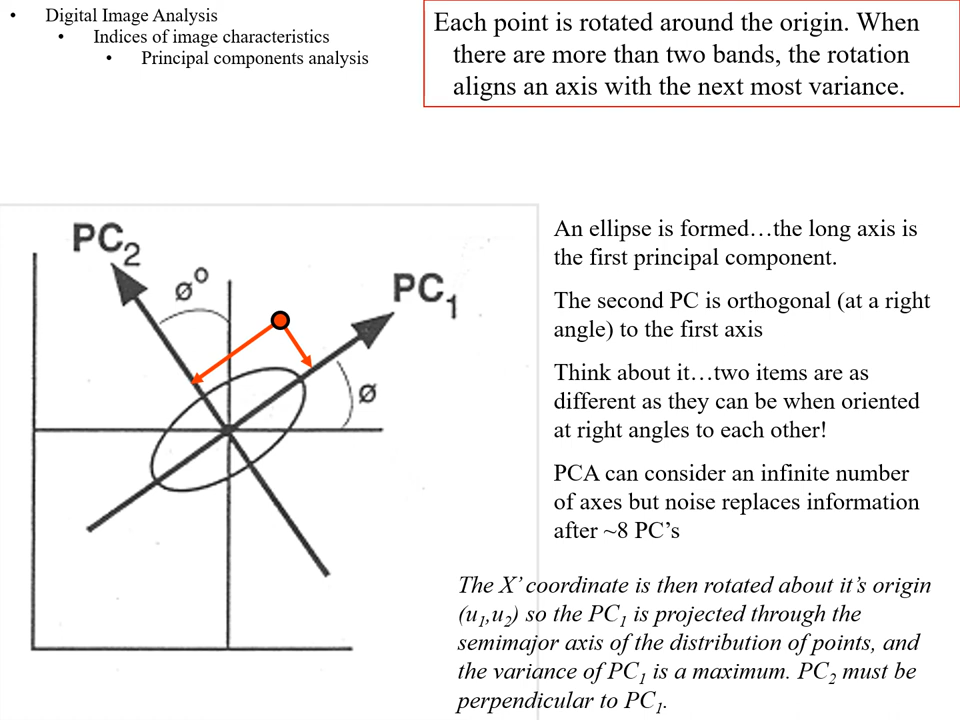 • Digital Image Analysis
• Indices of image characteristics
• Principal components analysis
Each point is rotated around the origin. When
there are more than two bands, the rotation
aligns an axis with the next most variance.
PC2
ø°
PC1
ø
An ellipse is formed…the long axis is
the first principal component.
The second PC is orthogonal (at a right
angle) to the first axis
Think about it…two items are as
different as they can be when oriented
at right angles to each other!
PCA can consider an infinite number
of axes but noise replaces information
after ~8 PC’s
The X’ coordinate is then rotated about it’s origin
(u1,u2) so the PC1 is projected through the
semimajor axis of the distribution of points, and
the variance of PC1 is a maximum. PC2 must be
perpendicular to PC1.